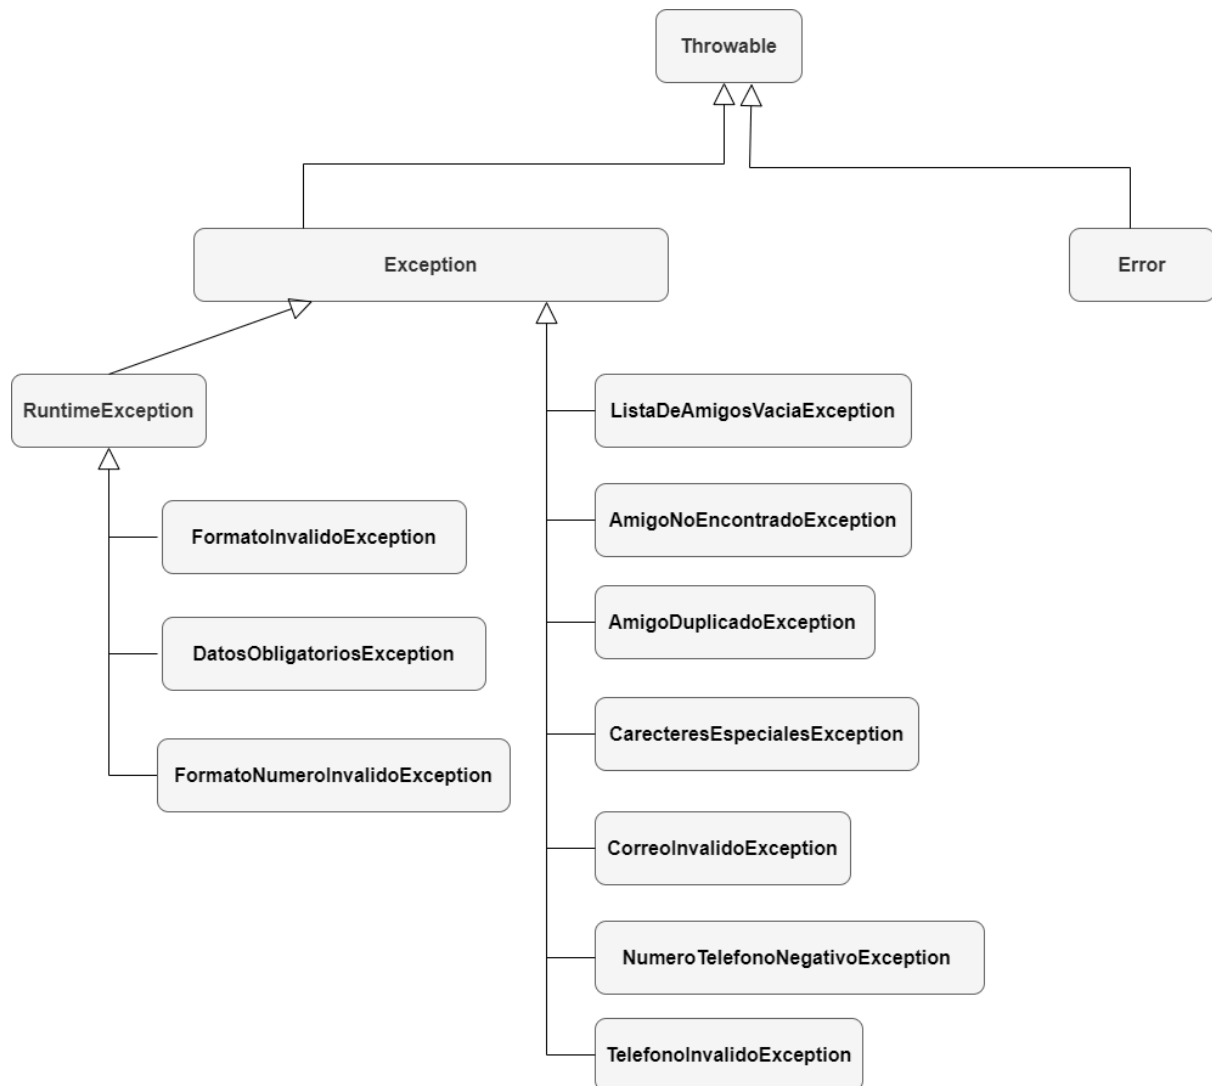 Throwable
Exception
Error
RuntimeException
ListaDeAmigosVaciaException
FormatoInvalidoException
AmigoNoEncontradoException
AmigoDuplicadoException
DatosObligatoriosException
CarecteresEspecialesException
FormatoNumeroInvalidoException
CorreoInvalidoException
NumeroTelefonoNegativoException
TelefonoInvalidoException